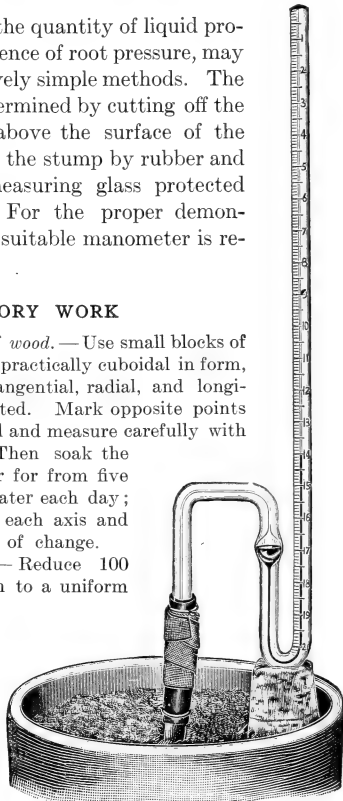 the quantity of liquid pro-
ence of root pressure, may
vely simple methods. The
ermined by cutting off the
above the surface of the
the stump by rubber and
easuring glass protected
For the proper demon-
suitable manometer is re-
ORY WORK
wood. — Use small blocks of
practically cuboidal in form,
angential, radial, and longi-
ted. Mark opposite points
l and measure carefully with
Then soak the
r for from five
ater each day;
each axis and
of change.
— Reduce 100
n to a uniform
1
2
3
4
5
6
7
8
9
10
11
12
13
14
15
16
17
18
19
2